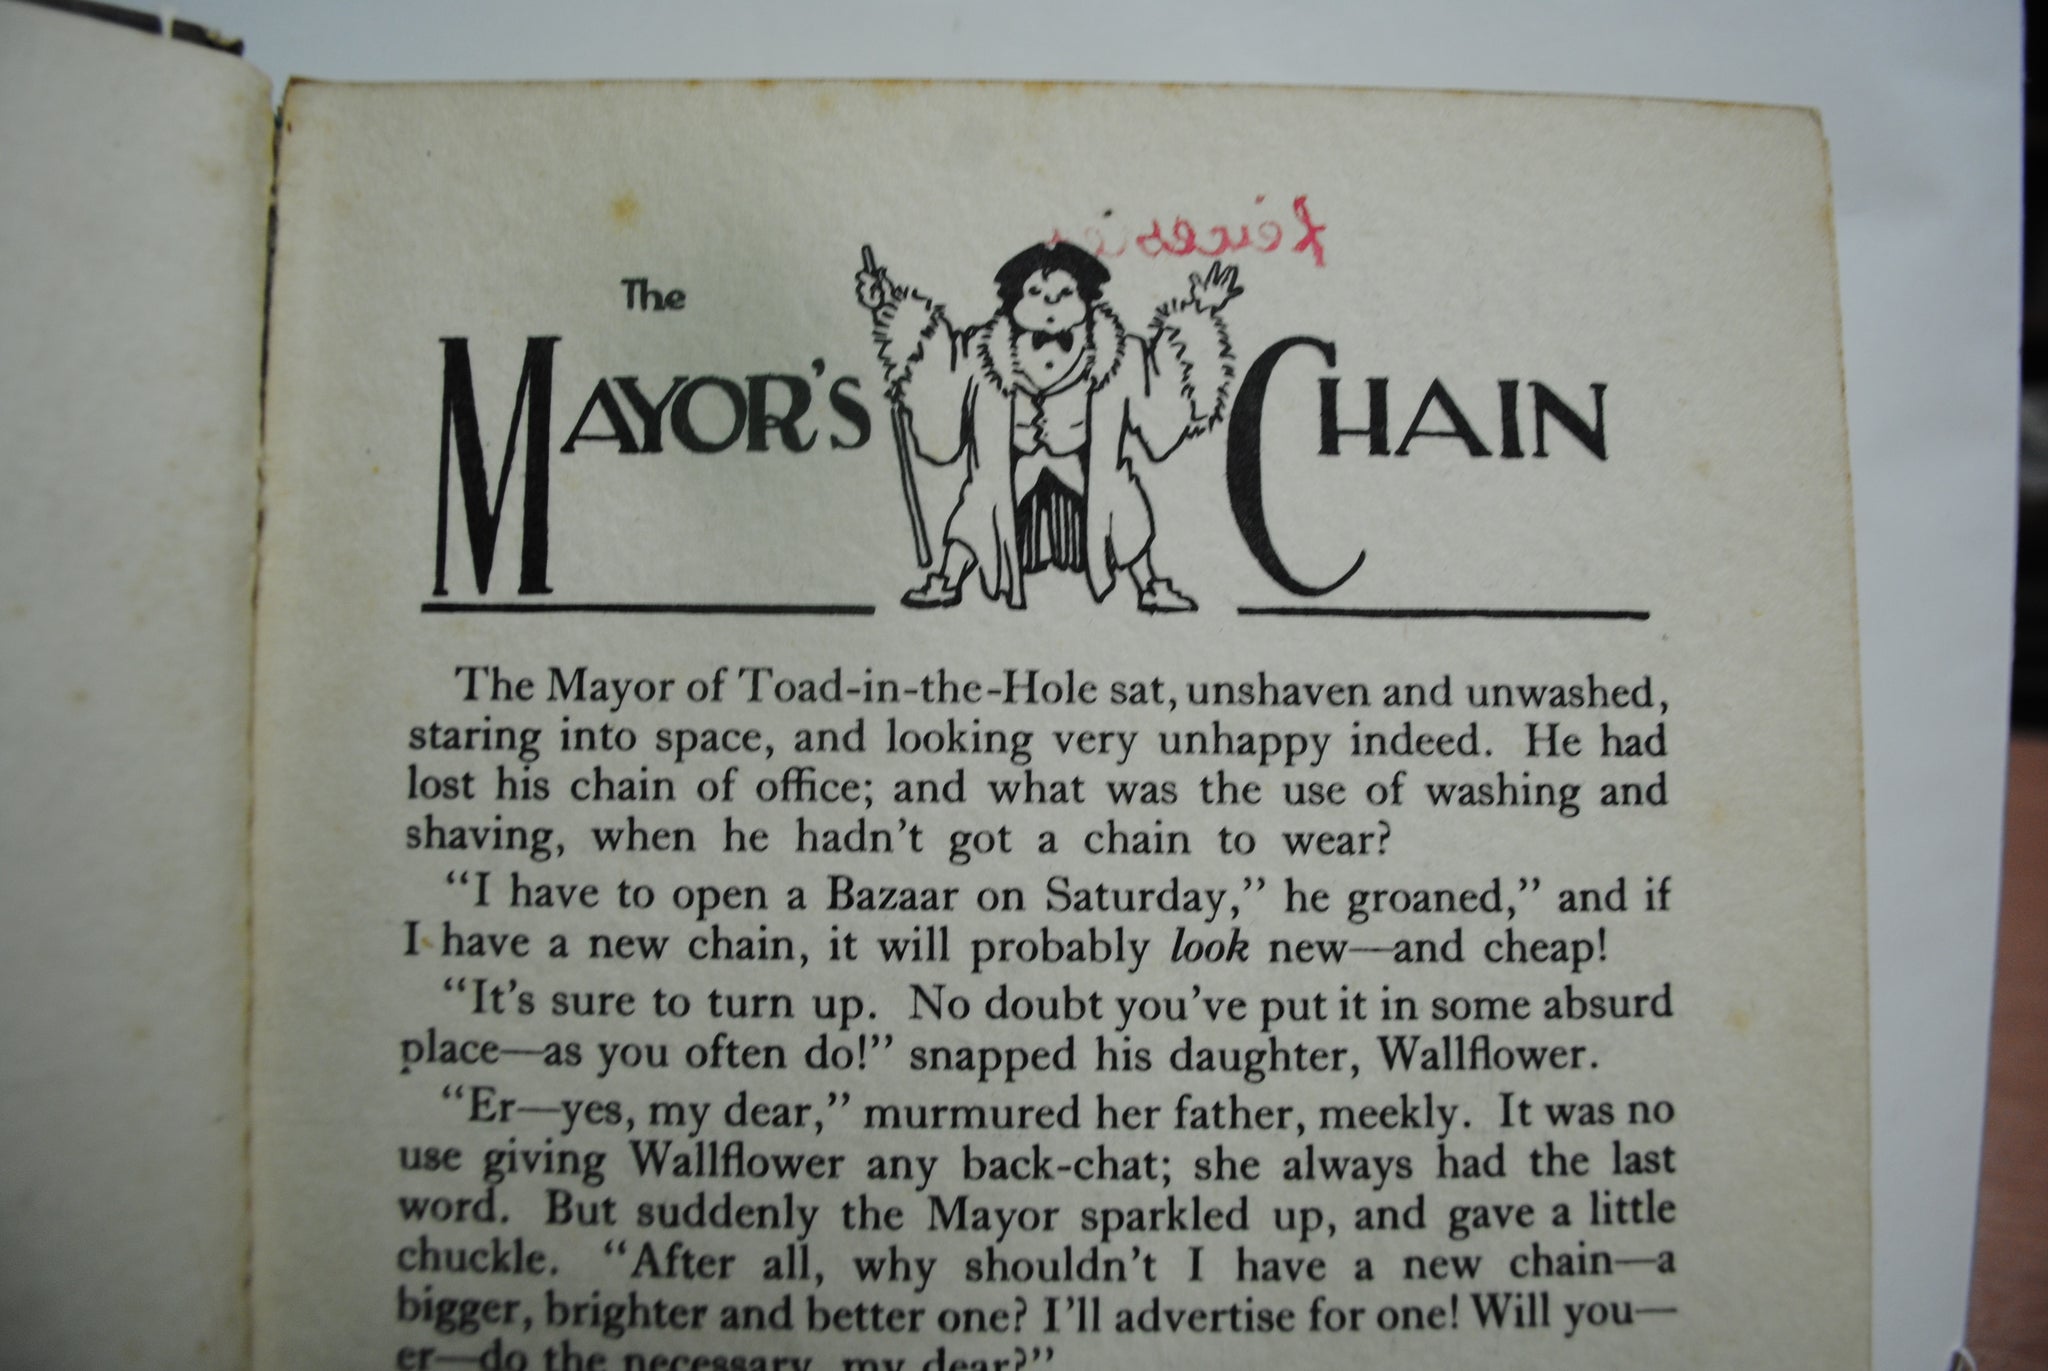 The
MAYOR'S CHAIN
The Mayor of Toad-in-the-Hole sat, unshaven and unwashed,
staring into space, and looking very unhappy indeed. He had
lost his chain of office; and what was the use of washing and
shaving, when he hadn't got a chain to wear?
"I have to open a Bazaar on Saturday," he groaned," and if
I have a new chain, it will probably look new—and cheap!
"It's sure to turn up. No doubt you've put it in some absurd
place—as you often do!" snapped his daughter, Wallflower.
"Er—yes, my dear," murmured her father, meekly. It was no
use giving Wallflower any back-chat; she always had the last
word. But suddenly the Mayor sparkled up, and gave a little
chuckle. "After all, why shouldn't I have a new chain—a
bigger, brighter and better one? I'll advertise for one! Will you—
er—do the necessary, my dear?"